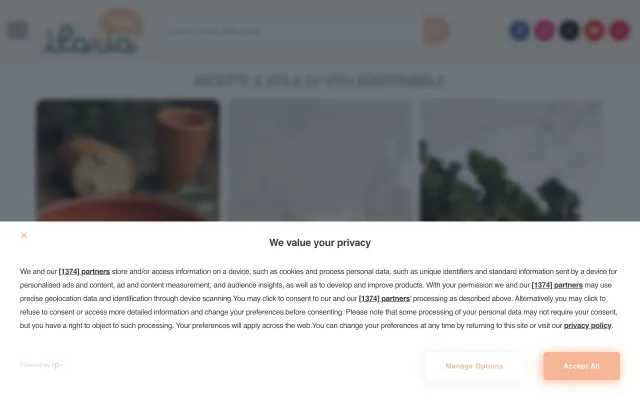 ilaria
RICETTE E STILE DI VITA SOSTENIBILE
×
We value your privacy
We and our [1374] partners store and/or access information on a device, such as cookies and process personal data, such as unique identifiers and standard information sent by a device for
personalised ads and content, ad and content measurement, and audience insights, as well as to develop and improve products. With your permission we and our [1374] partners may use
precise geolocation data and identification through device scanning.You may click to consent to our and our [1374] partners' processing as described above. Alternatively you may click to
refuse to consent or access more detailed information and change your preferences before consenting. Please note that some processing of your personal data may not require your consent,
but you have a right to object to such processing. Your preferences will apply across the web.You can change your preferences at any time by returning to this site or visit our privacy policy.
Powered by
Manage Options
Accept All